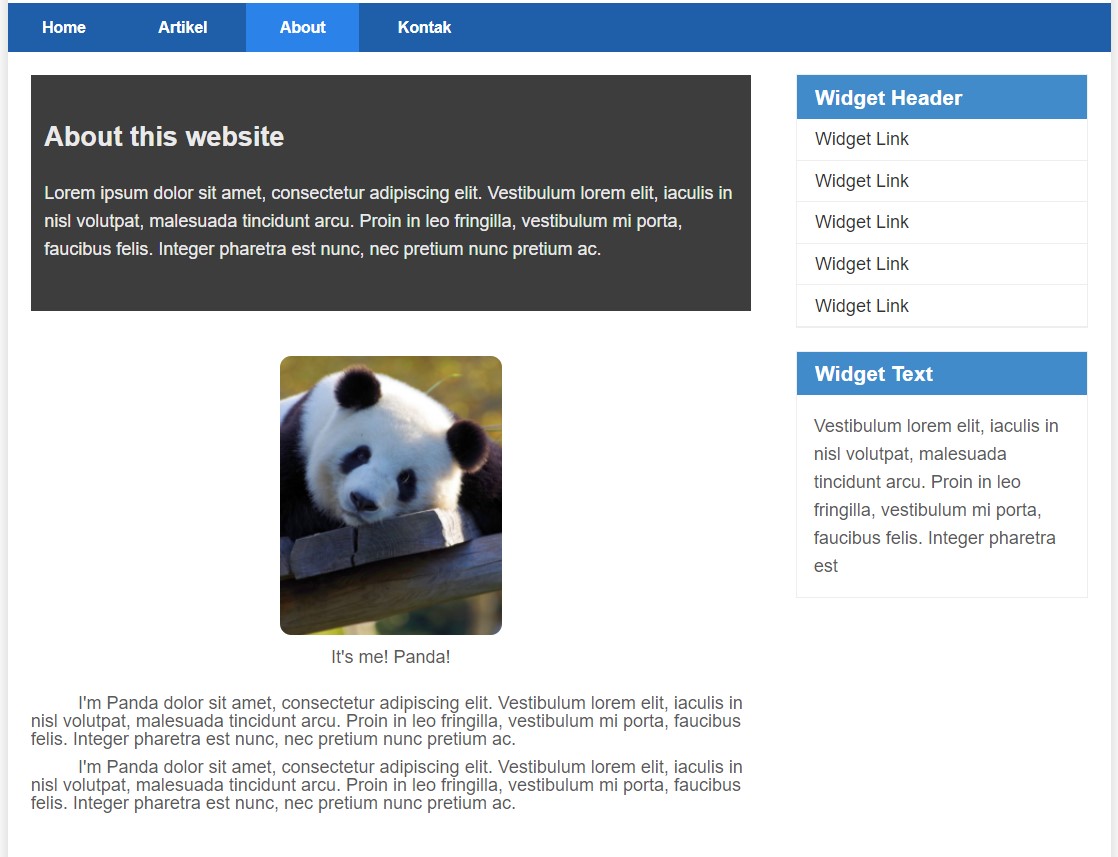 Home Artikel About Kontak
About this website
Lorem ipsum dolor sit amet, consectetur adipiscing elit. Vestibulum lorem elit, iaculis in
nisl volutpat, malesuada tincidunt arcu. Proin in leo fringilla, vestibulum mi porta,
faucibus felis. Integer pharetra est nunc, nec pretium nunc pretium ac.
It's me! Panda!
I'm Panda dolor sit amet, consectetur adipiscing elit. Vestibulum lorem elit, iaculis in
nisl volutpat, malesuada tincidunt arcu. Proin in leo fringilla, vestibulum mi porta, faucibus
felis. Integer pharetra est nunc, nec pretium nunc pretium ac.
I'm Panda dolor sit amet, consectetur adipiscing elit. Vestibulum lorem elit, iaculis in
nisl volutpat, malesuada tincidunt arcu. Proin in leo fringilla, vestibulum mi porta, faucibus
felis. Integer pharetra est nunc, nec pretium nunc pretium ac.
Widget Header
Widget Link
Widget Link
Widget Link
Widget Link
Widget Link
Widget Text
Vestibulum lorem elit, iaculis in
nisl volutpat, malesuada
tincidunt arcu. Proin in leo
fringilla, vestibulum mi porta,
faucibus felis. Integer pharetra
est